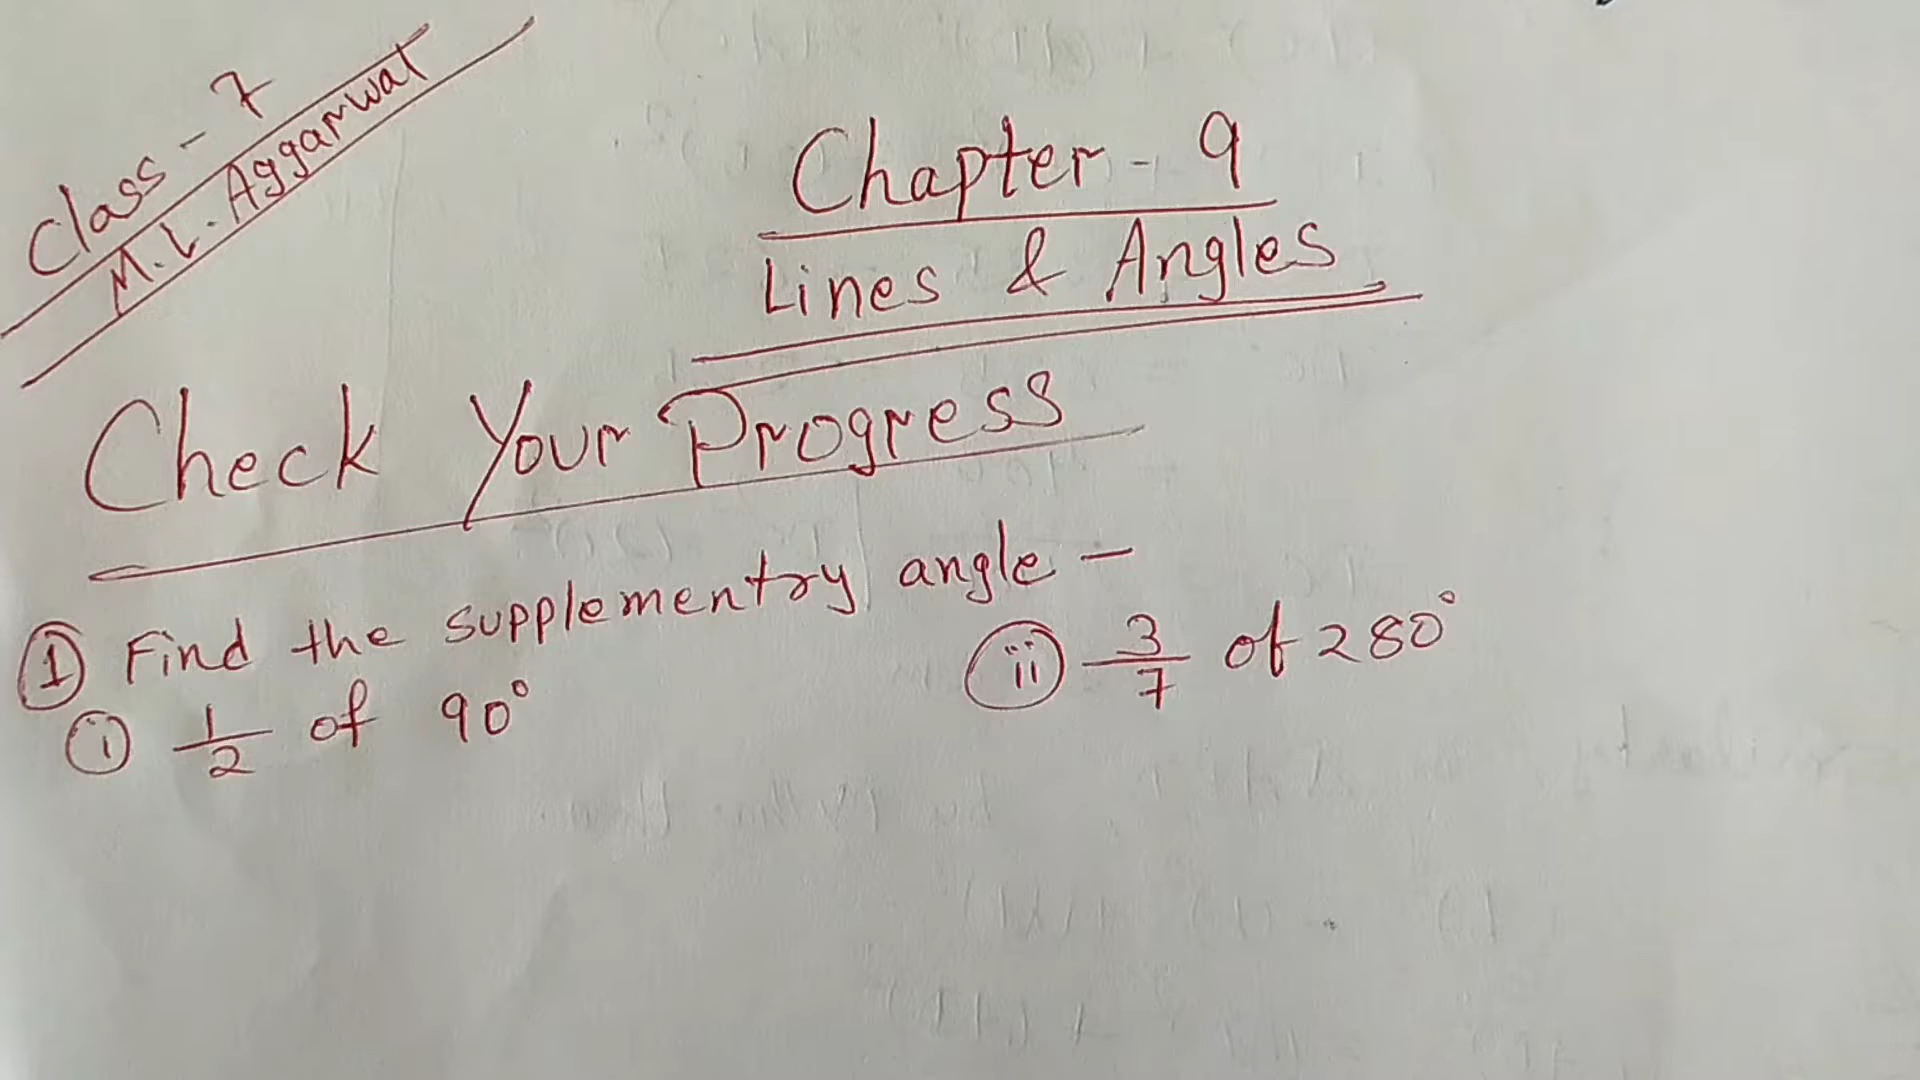 Class - 7
M. L. Aggarwal
Chapter - 9
Lines & Angles
Check Your Progress
① Find the supplementry angle -
ⓘ 1/2 of 90° ⓘⓘ 3/7 of 280°